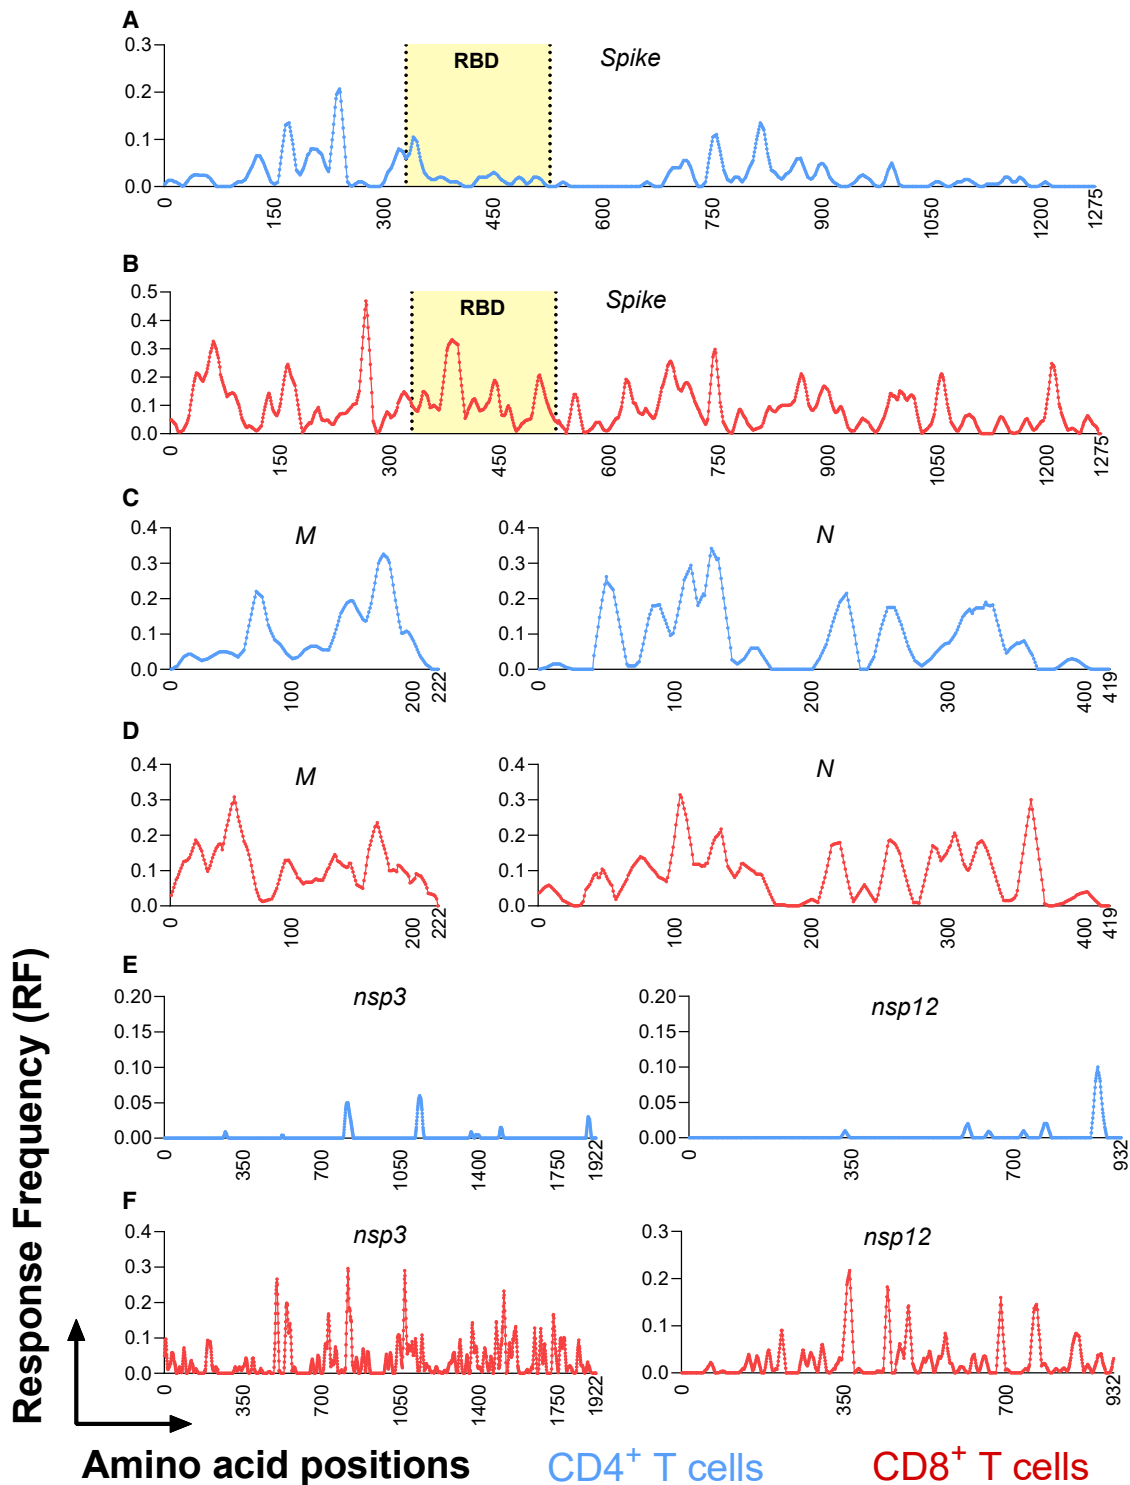 A
Spike
RBD
0.3
0.2
0.1
0.0
0 150 300 450 600 750 900 1050 1200 1275
B
Spike
RBD
0.5
0.4
0.3
0.2
0.1
0.0
0 150 300 450 600 750 900 1050 1200 1275
C
M
0.4
0.3
0.2
0.1
0.0
0 100 200 222
N
0.4
0.3
0.2
0.1
0.0
0 100 200 300 400 419
D
M
0.4
0.3
0.2
0.1
0.0
0 100 200 222
N
0.4
0.3
0.2
0.1
0.0
0 100 200 300 400 419
E
nsp3
0.20
0.15
0.10
0.05
0.00
0 350 700 1050 1400 1750 1922
nsp12
0.20
0.15
0.10
0.05
0.00
0 350 700 932
F
nsp3
0.4
0.3
0.2
0.1
0.0
0 350 700 1050 1400 1750 1922
nsp12
0.3
0.2
0.1
0.0
0 350 700 932
Response Frequency (RF)
Amino acid positions
CD4⁺ T cells
CD8⁺ T cells